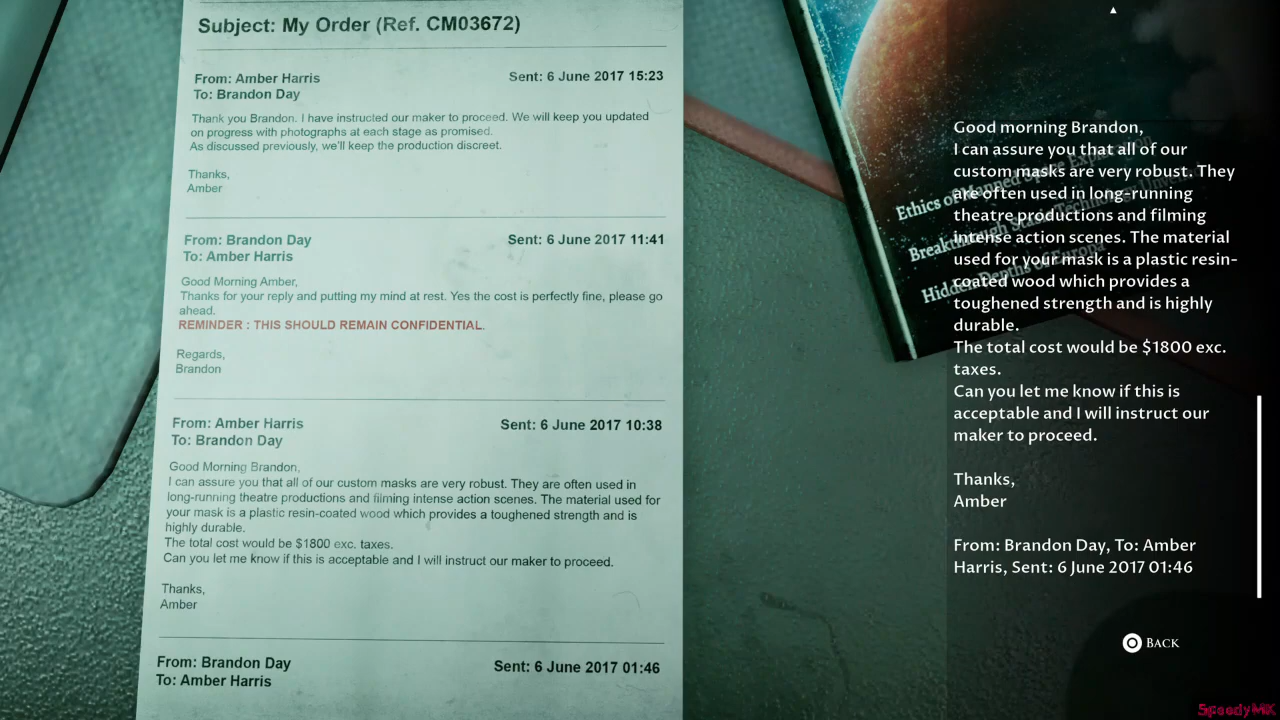 Subject: My Order (Ref. CM03672)
From: Amber Harris
Sent: 6 June 2017 15:23
To: Brandon Day
Thank you Brandon. I have instructed our maker to proceed. We will keep you updated
on progress with photographs at each stage as promised.
As discussed previously, we'll keep the production discreet.
Thanks,
Amber
From: Brandon Day
Sent: 6 June 2017 11:41
To: Amber Harris
Good Morning Amber,
Thanks for your reply and putting my mind at rest. Yes the cost is perfectly fine, please go
ahead.
REMINDER : THIS SHOULD REMAIN CONFIDENTIAL.
Regards,
Brandon
From: Amber Harris
Sent: 6 June 2017 10:38
To: Brandon Day
Good Morning Brandon,
I can assure you that all of our custom masks are very robust. They are often used in
long-running theatre productions and filming intense action scenes. The material used for
your mask is a plastic resin-coated wood which provides a toughened strength and is
highly durable.
The total cost would be $1800 exc. taxes.
Can you let me know if this is acceptable and I will instruct our maker to proceed.
Thanks,
Amber
From: Brandon Day
Sent: 6 June 2017 01:46
To: Amber Harris
Ethics of Manned Space
Breakthrough Stasis Technology
Hidden Depths of Europa
Good morning Brandon,
I can assure you that all of our
custom masks are very robust. They
are often used in long-running
theatre productions and filming
intense action scenes. The material
used for your mask is a plastic resin-
coated wood which provides a
toughened strength and is highly
durable.
The total cost would be $1800 exc.
taxes.
Can you let me know if this is
acceptable and I will instruct our
maker to proceed.
Thanks,
Amber
From: Brandon Day, To: Amber
Harris, Sent: 6 June 2017 01:46
BACK
SpeedyMK